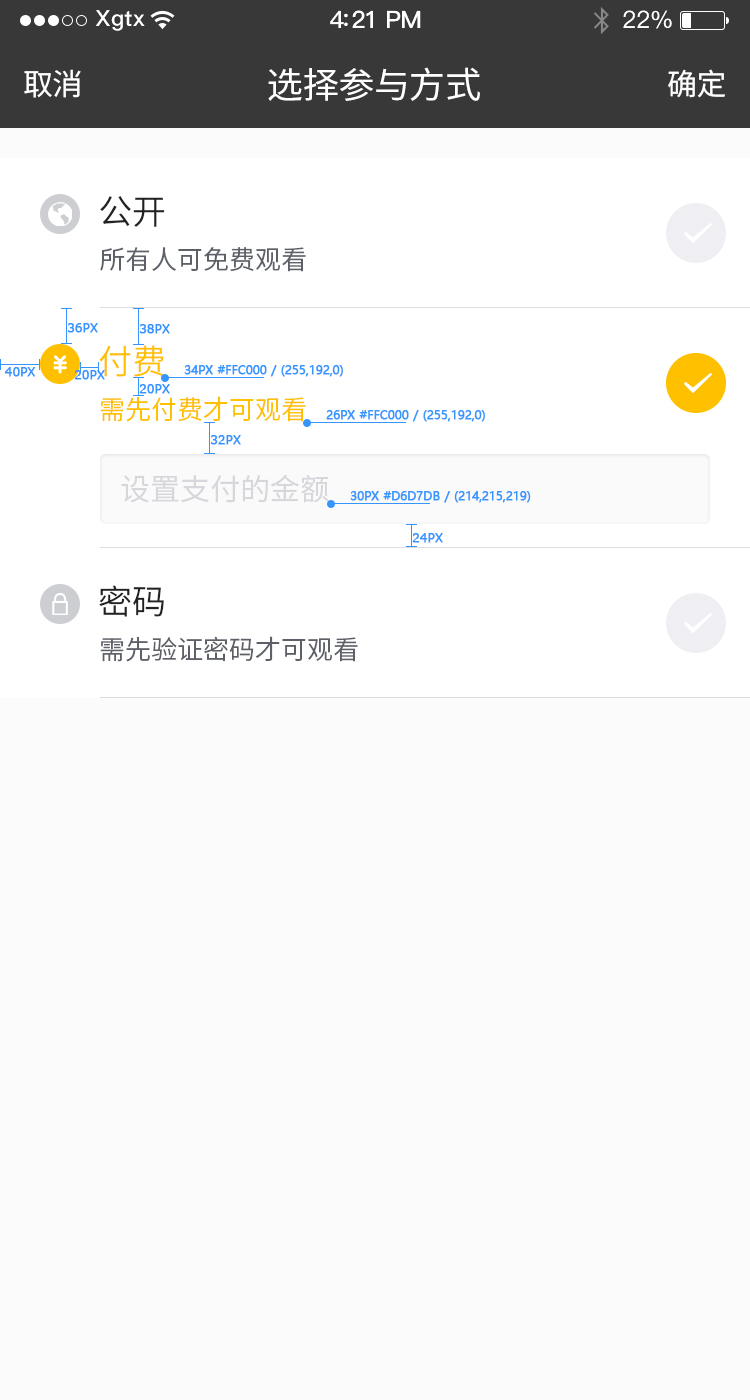 Xgtx 4:21 PM 22%
取消 选择参与方式 确定
公开
所有人可免费观看
36PX 38PX
付费
40PX ¥ 20PX 34PX #FFC000 / (255,192,0)
20PX
需先付费才可观看 26PX #FFC000 / (255,192,0)
32PX
设置支付的金额 30PX #D6D7DB / (214,215,219)
24PX
密码
需先验证密码才可观看